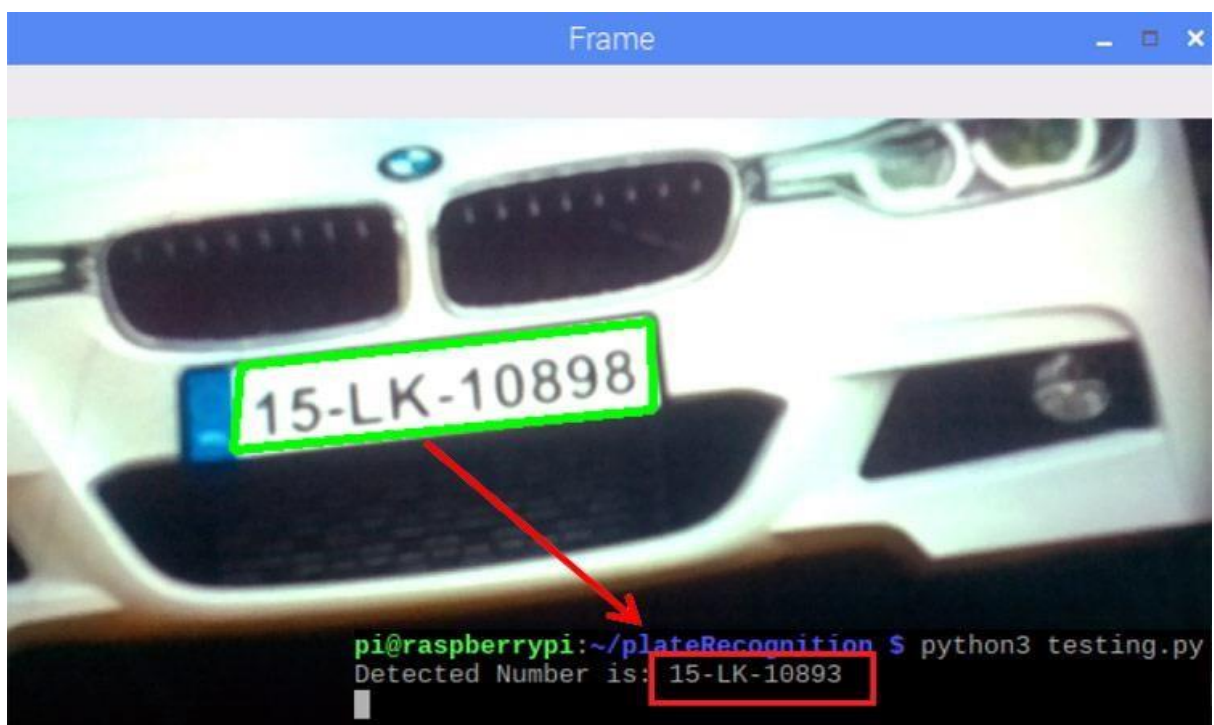 Frame
15-LK-10898
pi@raspberrypi:~/plateRecognition $ python3 testing.py
Detected Number is: 15-LK-10893